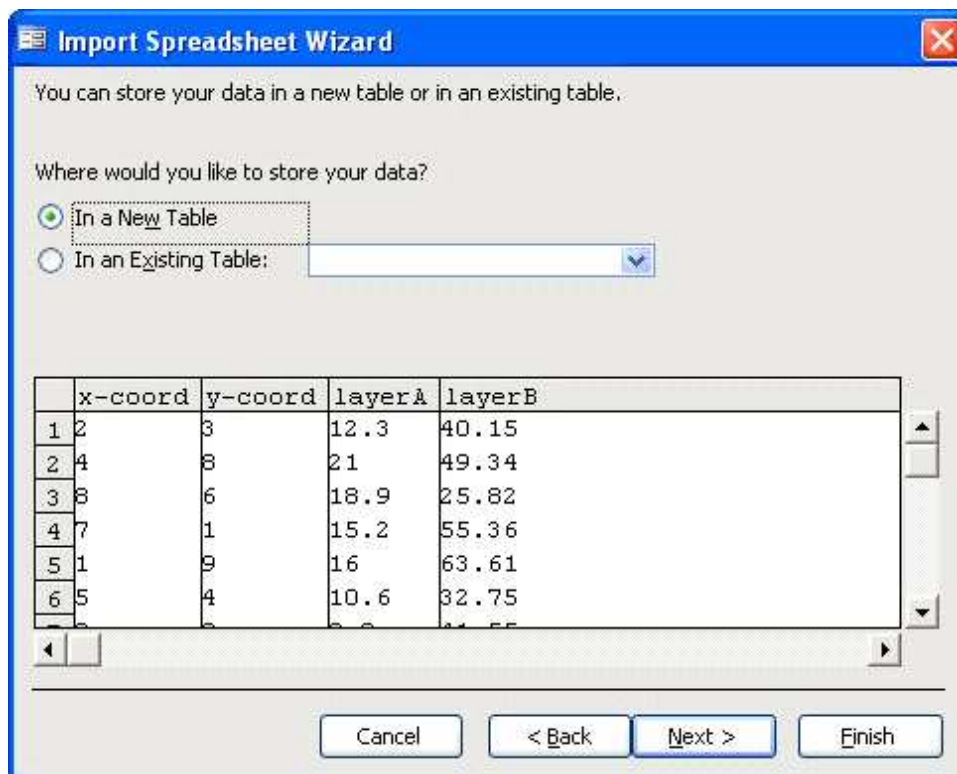 Import Spreadsheet Wizard
You can store your data in a new table or in an existing table.
Where would you like to store your data?
In a New Table
In an Existing Table:
x-coord y-coord layerA layerB
1 2 3 12.3 40.15
2 4 8 21 49.34
3 8 6 18.9 25.82
4 7 1 15.2 55.36
5 1 9 16 63.61
6 5 4 10.6 32.75
Cancel < Back Next > Finish